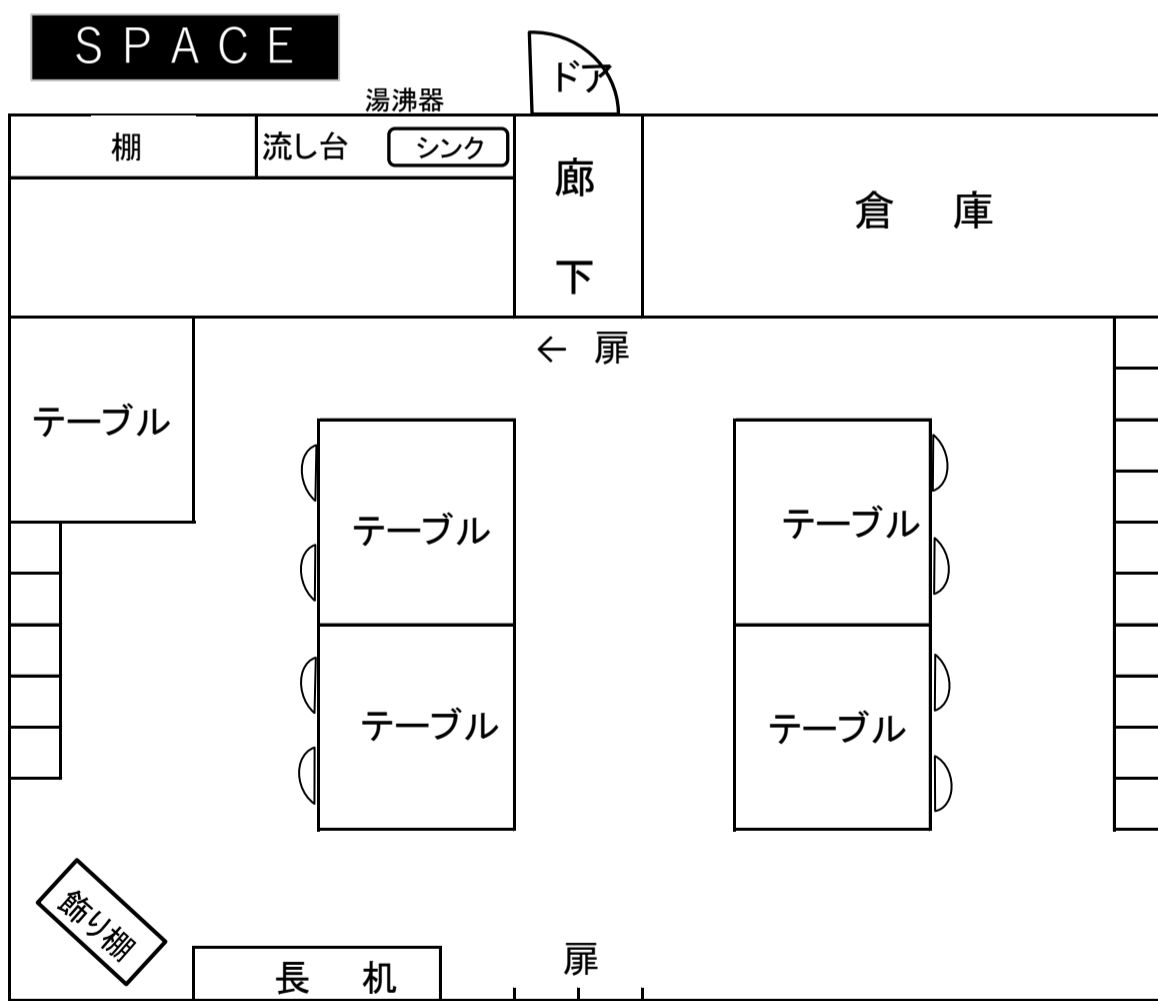 SPACE
ドア
湯沸器
棚
流し台
シンク
廊下
倉庫
← 扉
テーブル
テーブル
テーブル
テーブル
テーブル
飾り棚
長机
扉